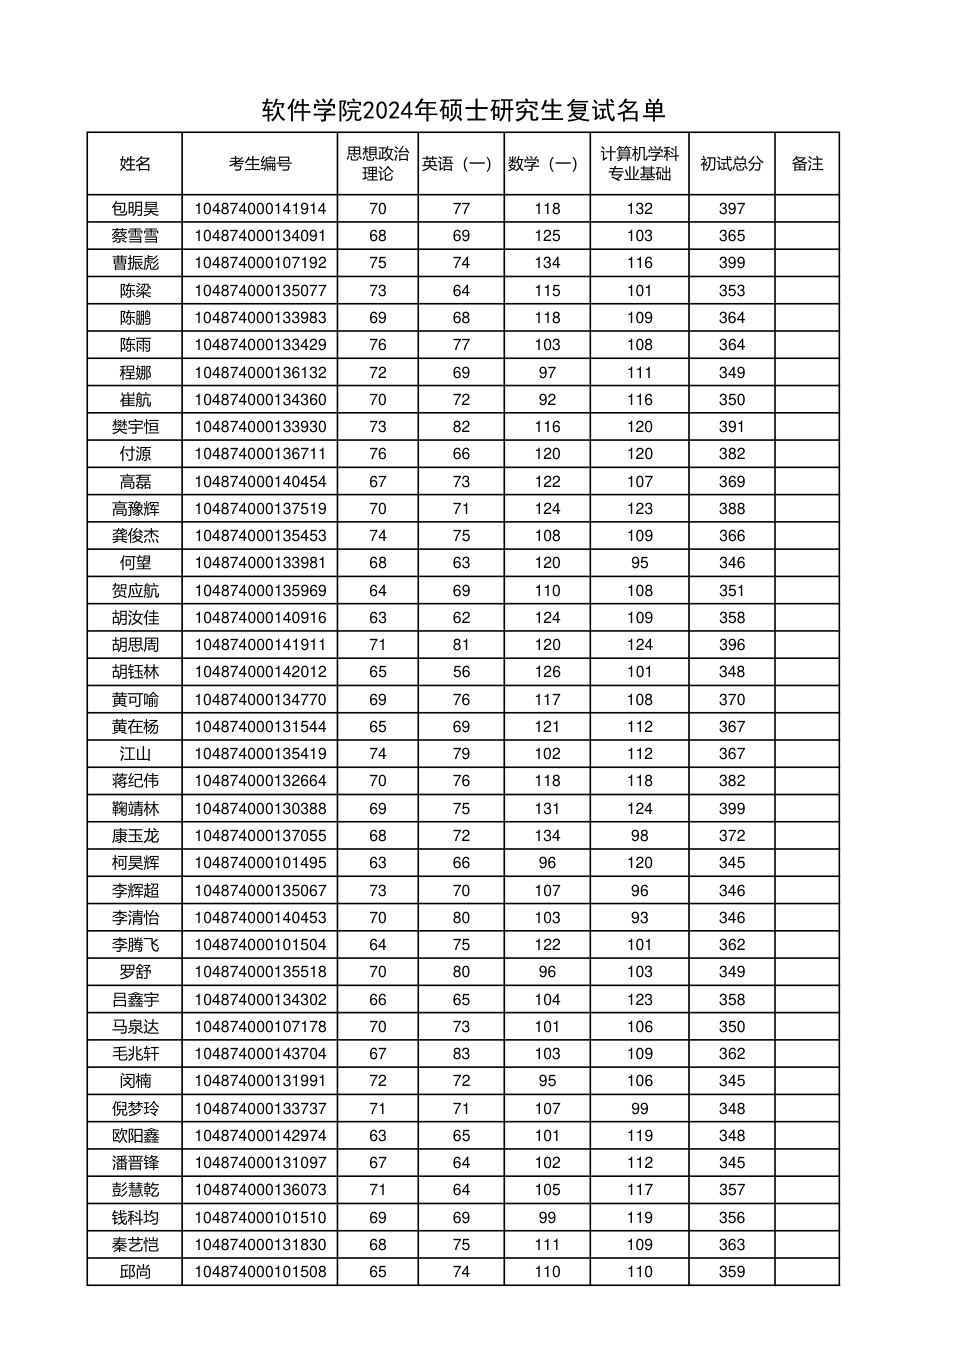 软件学院2024年硕士研究生复试名单
姓名 考生编号 思想政治理论 英语（一） 数学（一） 计算机学科专业基础 初试总分 备注
包明昊 104874000141914 70 77 118 132 397
蔡雪雪 104874000134091 68 69 125 103 365
曹振彪 104874000107192 75 74 134 116 399
陈梁 104874000135077 73 64 115 101 353
陈鹏 104874000133983 69 68 118 109 364
陈雨 104874000133429 76 77 103 108 364
程娜 104874000136132 72 69 97 111 349
崔航 104874000134360 70 72 92 116 350
樊宇恒 104874000133930 73 82 116 120 391
付源 104874000136711 76 66 120 120 382
高磊 104874000140454 67 73 122 107 369
高豫辉 104874000137519 70 71 124 123 388
龚俊杰 104874000135453 74 75 108 109 366
何望 104874000133981 68 63 120 95 346
贺应航 104874000135969 64 69 110 108 351
胡汝佳 104874000140916 63 62 124 109 358
胡思周 104874000141911 71 81 120 124 396
胡钰林 104874000142012 65 56 126 101 348
黄可喻 104874000134770 69 76 117 108 370
黄在杨 104874000131544 65 69 121 112 367
江山 104874000135419 74 79 102 112 367
蒋纪伟 104874000132664 70 76 118 118 382
鞠靖林 104874000130388 69 75 131 124 399
康玉龙 104874000137055 68 72 134 98 372
柯昊辉 104874000101495 63 66 96 120 345
李辉超 104874000135067 73 70 107 96 346
李清怡 104874000140453 70 80 103 93 346
李腾飞 104874000101504 64 75 122 101 362
罗舒 104874000135518 70 80 96 103 349
吕鑫宇 104874000134302 66 65 104 123 358
马泉达 104874000107178 70 73 101 106 350
毛兆轩 104874000143704 67 83 103 109 362
闵楠 104874000131991 72 72 95 106 345
倪梦玲 104874000133737 71 71 107 99 348
欧阳鑫 104874000142974 63 65 101 119 348
潘晋锋 104874000131097 67 64 102 112 345
彭慧乾 104874000136073 71 64 105 117 357
钱科均 104874000101510 69 69 99 119 356
秦艺恺 104874000131830 68 75 111 109 363
邱尚 104874000101508 65 74 110 110 359